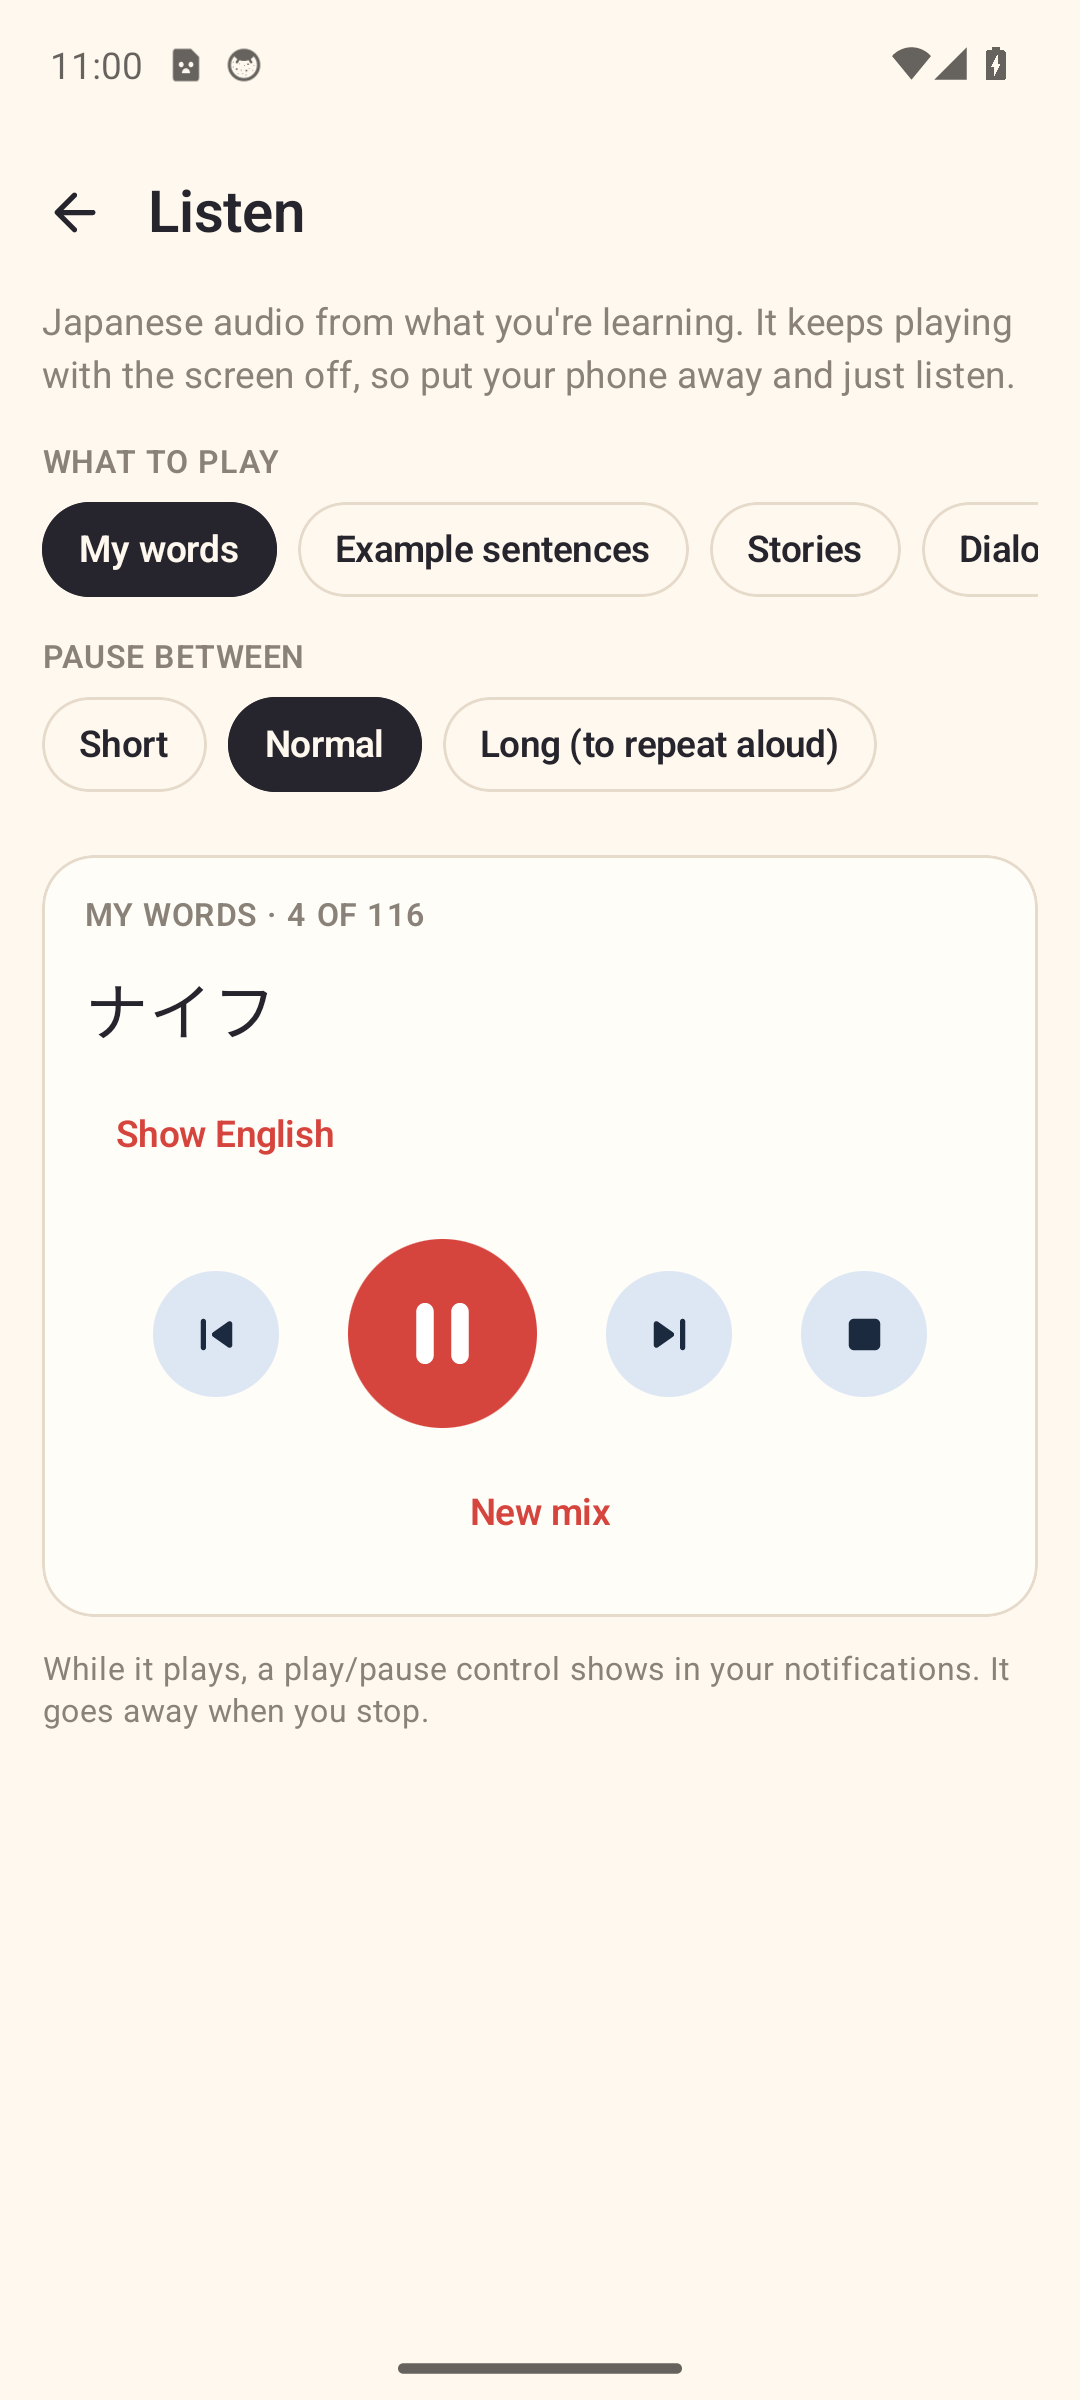 11:00
Listen
Japanese audio from what you're learning. It keeps playing
with the screen off, so put your phone away and just listen.
WHAT TO PLAY
My words
Example sentences
Stories
Dialo
PAUSE BETWEEN
Short
Normal
Long (to repeat aloud)
MY WORDS · 4 OF 116
ナイフ
Show English
New mix
While it plays, a play/pause control shows in your notifications. It
goes away when you stop.